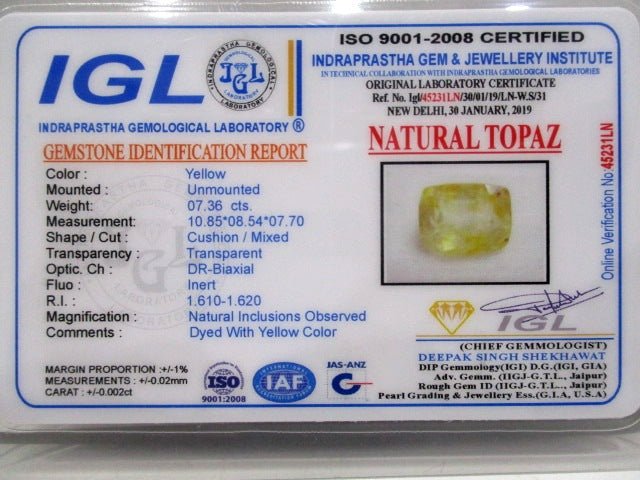 IGL
INDRAPRASTHA GEMOLOGICAL LABORATORY ®
GEMSTONE IDENTIFICATION REPORT
Color : Yellow
Mounted : Unmounted
Weight: 07.36 cts.
Measurement: 10.85*08.54*07.70
Shape / Cut : Cushion / Mixed
Transparency : Transparent
Optic. Ch : DR-Biaxial
Fluo : Inert
R.I. : 1.610-1.620
Magnification : Natural Inclusions Observed
Comments : Dyed With Yellow Color
MARGIN PROPORTION :+/-1%
MEASUREMENTS : +/-0.02mm
CARAT : +/-0.002ct
ISO
9001:2008
IAF
JAS-ANZ
ISO 9001-2008 CERTIFIED
INDRAPRASTHA GEM & JEWELLERY INSTITUTE
IN TECHNICAL COLLABORATION WITH INDRAPRASTHA GEMOLOGICAL LABORATORIES
ORIGINAL LABORATORY CERTIFICATE
Ref. No. Igl/45231LN/30/01/19/LN-W.S/31
NEW DELHI, 30 JANUARY, 2019
NATURAL TOPAZ
Online Verification No:45231LN
IGL
(CHIEF GEMMOLOGIST)
DEEPAK SINGH SHEKHAWAT
DIP Gemmology(IGI) D.G.(IGI, GIA)
Adv. Gemm. (IIGJ-G.T.L., Jaipur)
Rough Gem ID (IIGJ-G.T.L., Jaipur)
Pearl Grading & Jewellery Ess.(G.I.A, U.S.A)